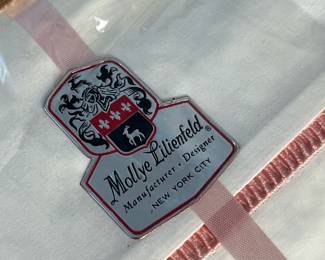 Mollye Lilienfeld ®
Manufacturer • Designer
NEW YORK CITY